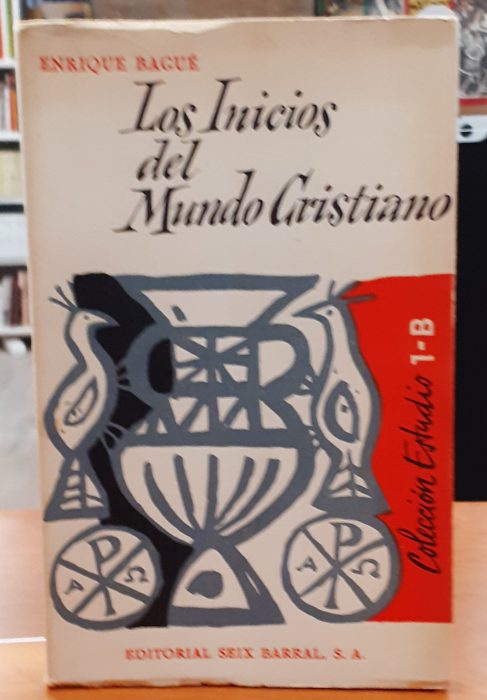 ENRIQUE BAGUÉ
Los Inicios
del
Mundo Cristiano
Colección Estudio 1-B
P
A Ω
P
A Ω
EDITORIAL SEIX BARRAL, S. A.